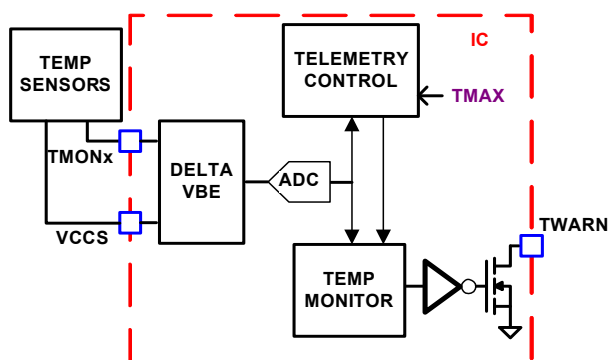 IC
TEMP
SENSORS
TELEMETRY
CONTROL
TMAX
TMONx
DELTA
VBE
ADC
VCCS
TWARN
TEMP
MONITOR